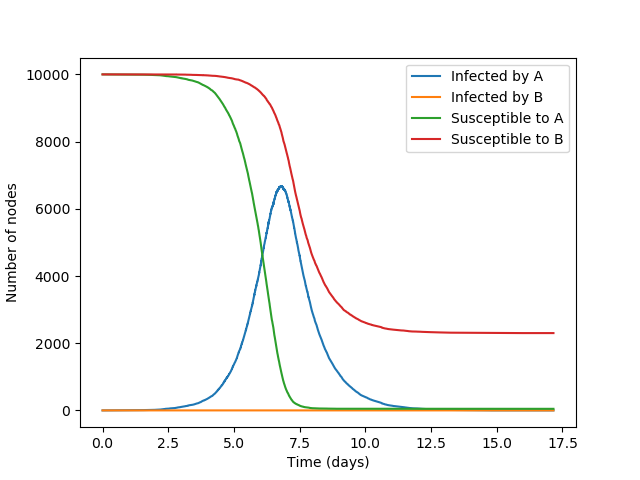 10000
8000
6000
4000
2000
0
Number of nodes
Infected by A
Infected by B
Susceptible to A
Susceptible to B
0.0 2.5 5.0 7.5 10.0 12.5 15.0 17.5
Time (days)